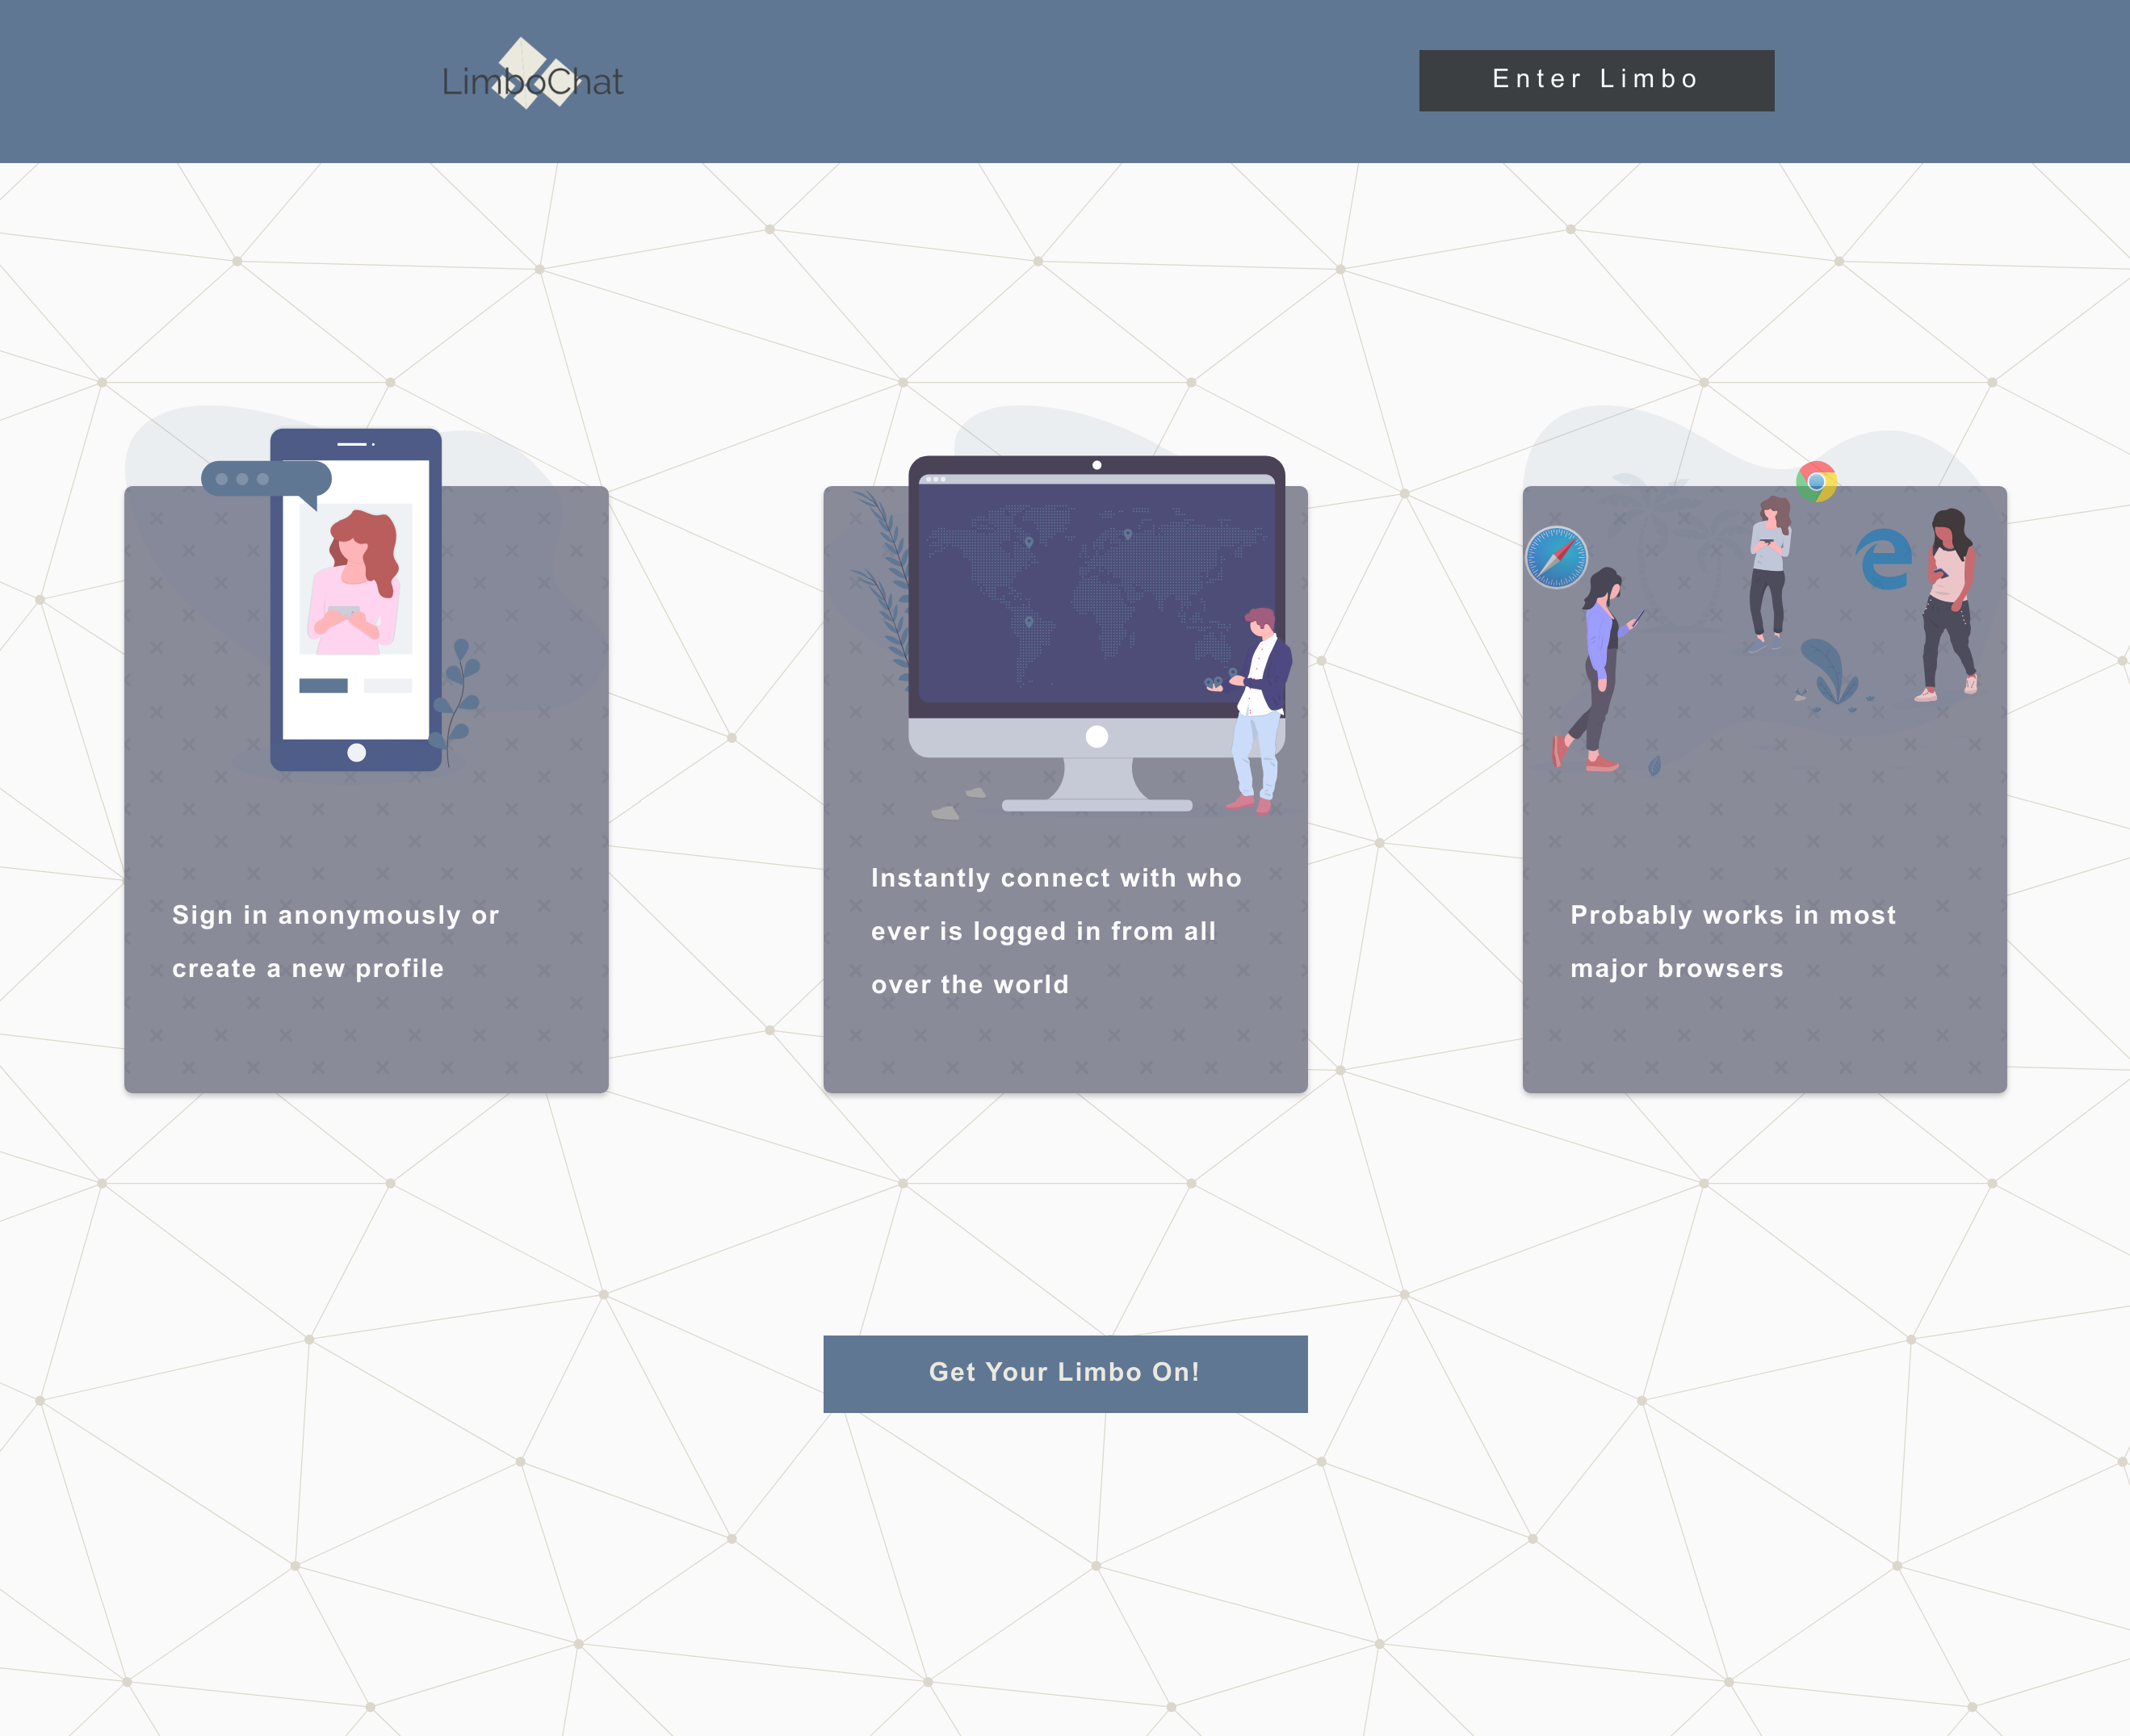 LimboChat
Enter Limbo
Sign in anonymously or
create a new profile
Instantly connect with who
ever is logged in from all
over the world
Probably works in most
major browsers
Get Your Limbo On!